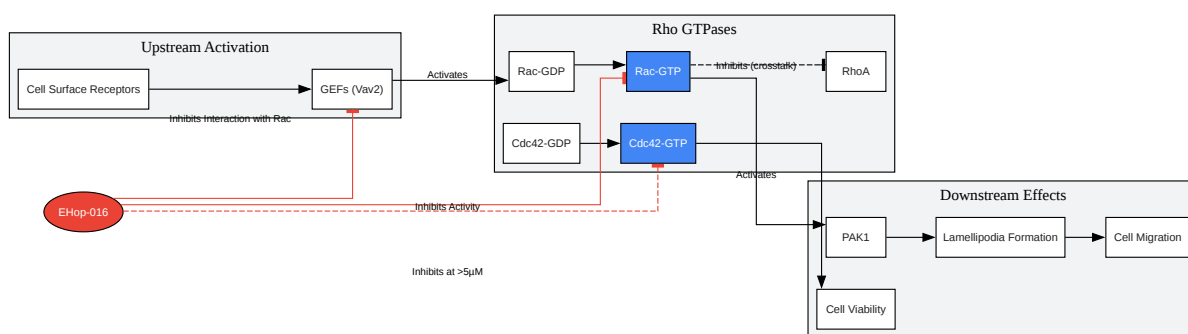 Upstream Activation
Cell Surface Receptors
GEFs (Vav2)
Inhibits Interaction with Rac
Activates
Rho GTPases
Rac-GDP
Rac-GTP
Inhibits (crosstalk)
RhoA
Cdc42-GDP
Cdc42-GTP
Activates
EHop-016
Inhibits Activity
Inhibits at >5µM
Downstream Effects
PAK1
Lamellipodia Formation
Cell Migration
Cell Viability